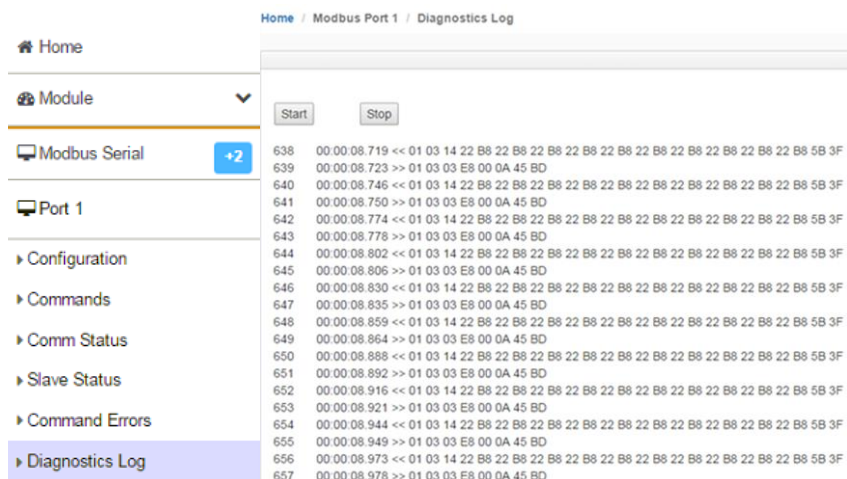 Home / Modbus Port 1 / Diagnostics Log
Home
Module
Modbus Serial +2
Port 1
Configuration
Commands
Comm Status
Slave Status
Command Errors
Diagnostics Log
Start Stop
638 00:00:08.719 << 01 03 14 22 B8 22 B8 22 B8 22 B8 22 B8 22 B8 22 B8 22 B8 22 B8 22 B8 5B 3F
639 00:00:08.723 >> 01 03 03 E8 00 0A 45 BD
640 00:00:08.746 << 01 03 14 22 B8 22 B8 22 B8 22 B8 22 B8 22 B8 22 B8 22 B8 22 B8 22 B8 5B 3F
641 00:00:08.750 >> 01 03 03 E8 00 0A 45 BD
642 00:00:08.774 << 01 03 14 22 B8 22 B8 22 B8 22 B8 22 B8 22 B8 22 B8 22 B8 22 B8 22 B8 5B 3F
643 00:00:08.778 >> 01 03 03 E8 00 0A 45 BD
644 00:00:08.802 << 01 03 14 22 B8 22 B8 22 B8 22 B8 22 B8 22 B8 22 B8 22 B8 22 B8 22 B8 5B 3F
645 00:00:08.806 >> 01 03 03 E8 00 0A 45 BD
646 00:00:08.830 << 01 03 14 22 B8 22 B8 22 B8 22 B8 22 B8 22 B8 22 B8 22 B8 22 B8 22 B8 5B 3F
647 00:00:08.835 >> 01 03 03 E8 00 0A 45 BD
648 00:00:08.859 << 01 03 14 22 B8 22 B8 22 B8 22 B8 22 B8 22 B8 22 B8 22 B8 22 B8 22 B8 5B 3F
649 00:00:08.864 >> 01 03 03 E8 00 0A 45 BD
650 00:00:08.888 << 01 03 14 22 B8 22 B8 22 B8 22 B8 22 B8 22 B8 22 B8 22 B8 22 B8 22 B8 5B 3F
651 00:00:08.892 >> 01 03 03 E8 00 0A 45 BD
652 00:00:08.916 << 01 03 14 22 B8 22 B8 22 B8 22 B8 22 B8 22 B8 22 B8 22 B8 22 B8 22 B8 5B 3F
653 00:00:08.921 >> 01 03 03 E8 00 0A 45 BD
654 00:00:08.944 << 01 03 14 22 B8 22 B8 22 B8 22 B8 22 B8 22 B8 22 B8 22 B8 22 B8 22 B8 5B 3F
655 00:00:08.949 >> 01 03 03 E8 00 0A 45 BD
656 00:00:08.973 << 01 03 14 22 B8 22 B8 22 B8 22 B8 22 B8 22 B8 22 B8 22 B8 22 B8 22 B8 5B 3F
657 00:00:08.978 >> 01 03 03 E8 00 0A 45 BD